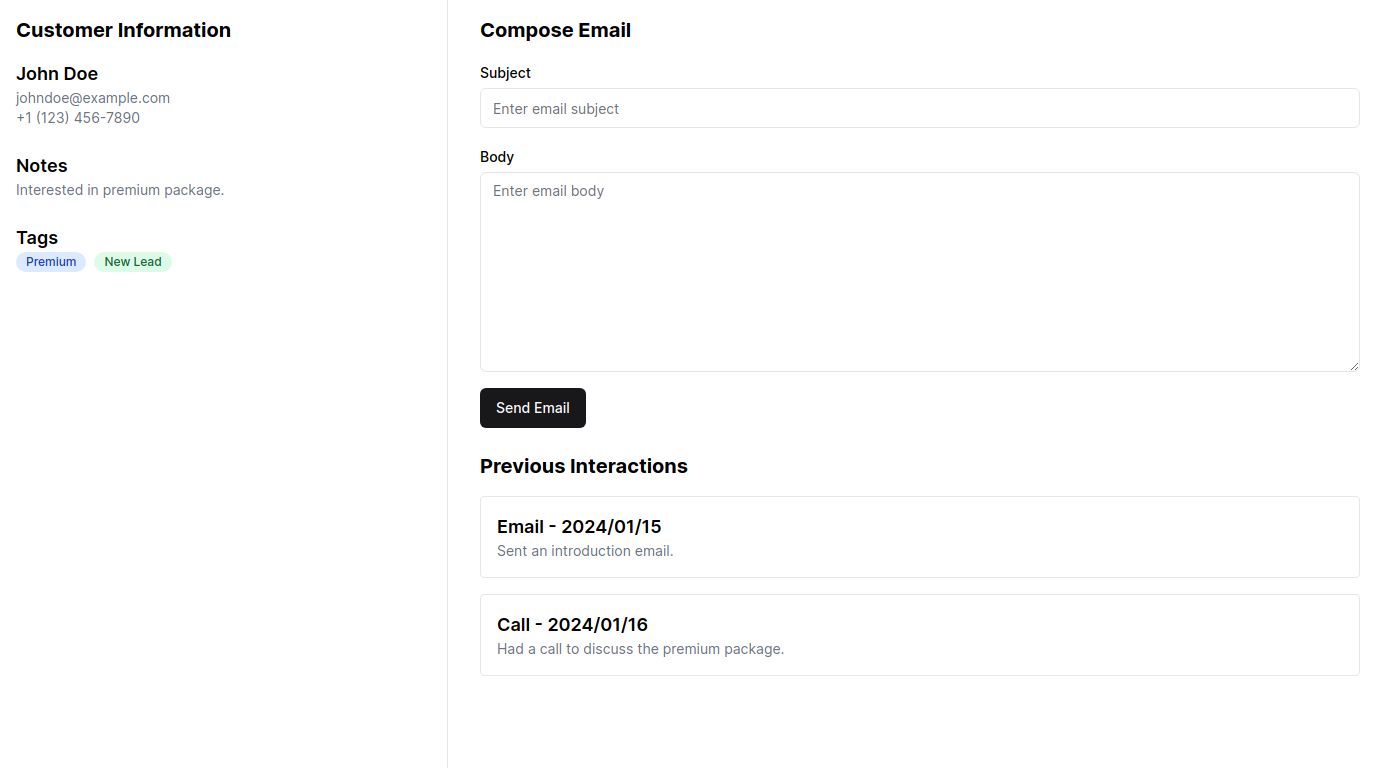 Customer Information
John Doe
johndoe@example.com
+1 (123) 456-7890
Notes
Interested in premium package.
Tags
Premium New Lead
Compose Email
Subject
Enter email subject
Body
Enter email body
Send Email
Previous Interactions
Email - 2024/01/15
Sent an introduction email.
Call - 2024/01/16
Had a call to discuss the premium package.